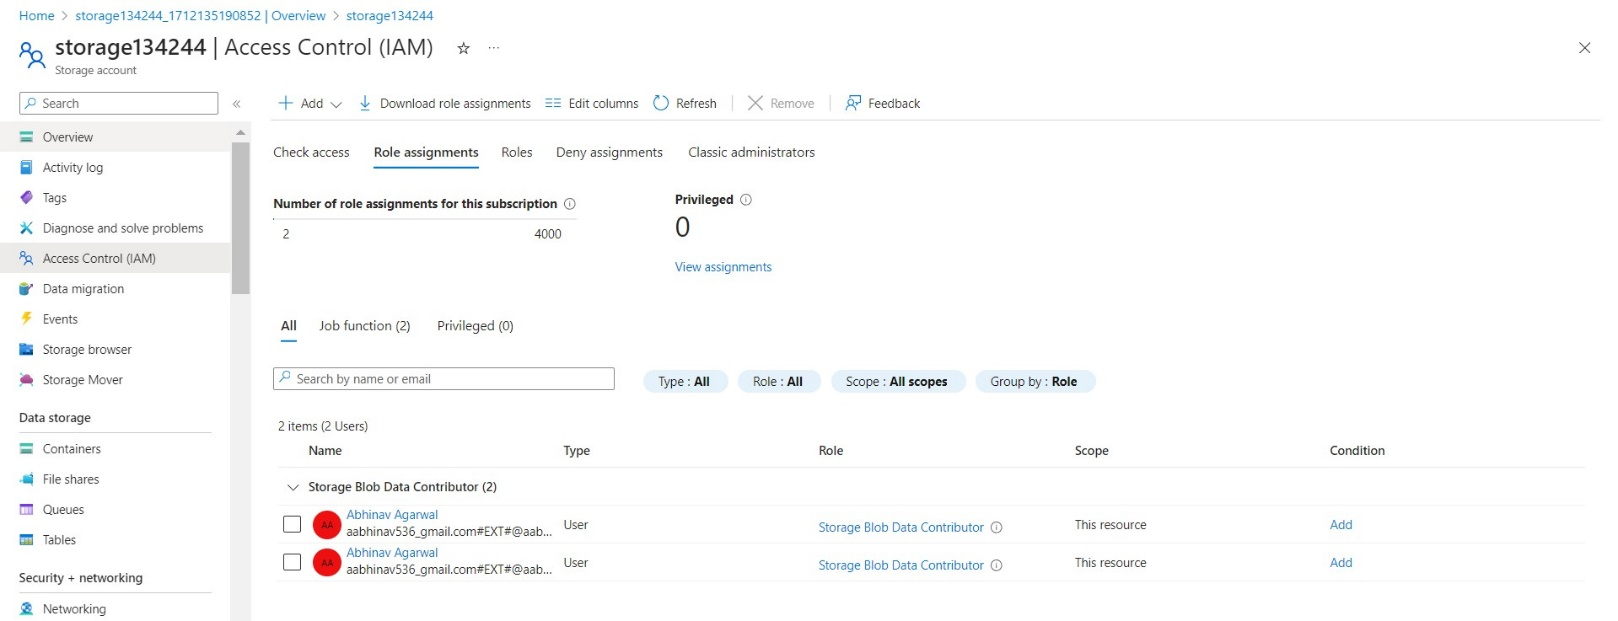 Home > storage134244_1712135190852 | Overview > storage134244
storage134244 | Access Control (IAM) ☆ ···
Storage account
Search «
Overview
Activity log
Tags
Diagnose and solve problems
Access Control (IAM)
Data migration
Events
Storage browser
Storage Mover
Data storage
Containers
File shares
Queues
Tables
Security + networking
Networking
Add Download role assignments Edit columns Refresh Remove Feedback
Check access Role assignments Roles Deny assignments Classic administrators
Number of role assignments for this subscription
2 4000
Privileged
0
View assignments
All Job function (2) Privileged (0)
Search by name or email Type : All Role : All Scope : All scopes Group by : Role
2 items (2 Users)
Name Type Role Scope Condition
Storage Blob Data Contributor (2)
AA Abhinav Agarwal
aabhinav536_gmail.com#EXT#@aab... User Storage Blob Data Contributor This resource Add
AA Abhinav Agarwal
aabhinav536_gmail.com#EXT#@aab... User Storage Blob Data Contributor This resource Add